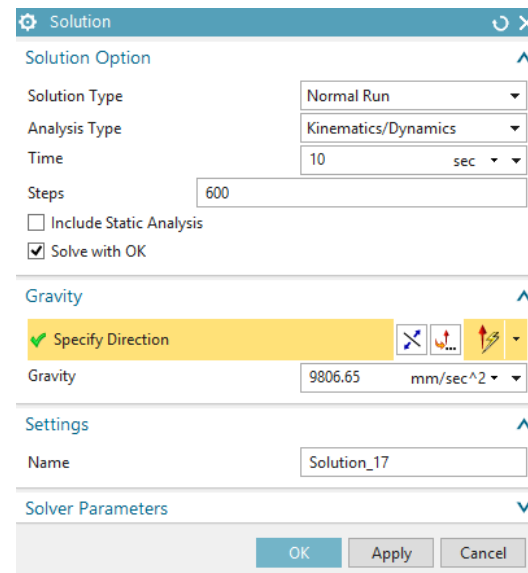 Solution
Solution Option
Solution Type Normal Run
Analysis Type Kinematics/Dynamics
Time 10 sec
Steps 600
Include Static Analysis
Solve with OK
Gravity
Specify Direction ...
Gravity 9806.65 mm/sec^2
Settings
Name Solution_17
Solver Parameters
OK Apply Cancel